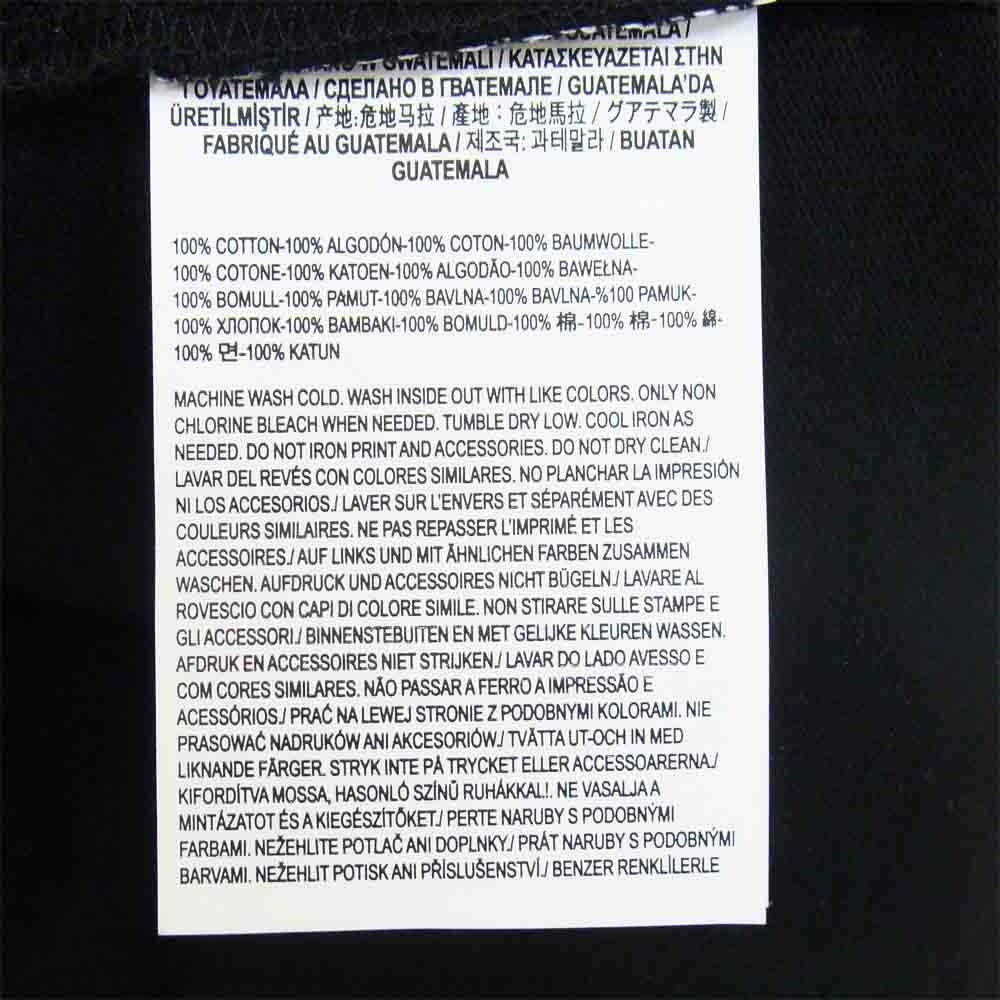 GWATEMALI / ΚΑΤΑΣΚΕΥΑΖΕΤΑΙ ΣΤΗΝ
ΓΟΥΑΤΕΜΑΛΑ / СДЕЛАНО В ГВАТЕМАЛЕ / GUATEMALA'DA
ÜRETİLMİŞTİR / 产地:危地马拉 / 產地：危地馬拉 / グアテマラ製 /
FABRIQUÉ AU GUATEMALA / 제조국: 과테말라 / BUATAN
GUATEMALA
100% COTTON-100% ALGODÓN-100% COTON-100% BAUMWOLLE-
100% COTONE-100% KATOEN-100% ALGODÃO-100% BAWEŁNA-
100% BOMULL-100% PAMUT-100% BAVLNA-100% BAVLNA-%100 PAMUK-
100% ХЛОПОК-100% BAMBAKI-100% BOMULD-100% 棉-100% 棉-100% 綿-
100% 면-100% KATUN
MACHINE WASH COLD. WASH INSIDE OUT WITH LIKE COLORS. ONLY NON
CHLORINE BLEACH WHEN NEEDED. TUMBLE DRY LOW. COOL IRON AS
NEEDED. DO NOT IRON PRINT AND ACCESSORIES. DO NOT DRY CLEAN./
LAVAR DEL REVÉS CON COLORES SIMILARES. NO PLANCHAR LA IMPRESIÓN
NI LOS ACCESORIOS./ LAVER SUR L'ENVERS ET SÉPARÉMENT AVEC DES
COULEURS SIMILAIRES. NE PAS REPASSER L'IMPRIMÉ ET LES
ACCESSOIRES./ AUF LINKS UND MIT ÄHNLICHEN FARBEN ZUSAMMEN
WASCHEN. AUFDRUCK UND ACCESSOIRES NICHT BÜGELN./ LAVARE AL
ROVESCIO CON CAPI DI COLORE SIMILE. NON STIRARE SULLE STAMPE E
GLI ACCESSORI./ BINNENSTEBUITEN EN MET GELIJKE KLEUREN WASSEN.
AFDRUK EN ACCESSOIRES NIET STRIJKEN./ LAVAR DO LADO AVESSO E
COM CORES SIMILARES. NÃO PASSAR A FERRO A IMPRESSÃO E
ACESSÓRIOS./ PRAĆ NA LEWEJ STRONIE Z PODOBNYMI KOLORAMI. NIE
PRASOWAĆ NADRUKÓW ANI AKCESORIÓW./ TVÄTTA UT-OCH IN MED
LIKNANDE FÄRGER. STRYK INTE PÅ TRYCKET ELLER ACCESSOARERNA./
KIFORDÍTVA MOSSA, HASONLÓ SZÍNŰ RUHÁKKAL!. NE VASALJA A
MINTÁZATOT ÉS A KIEGÉSZÍTŐKET./ PERTE NARUBY S PODOBNÝMI
FARBAMI. NEŽEHLITE POTLAČ ANI DOPLNKY./ PRÁT NARUBY S PODOBNÝMI
BARVAMI. NEŽEHLIT POTISK ANI PŘÍSLUŠENSTVÍ./ BENZER RENKLİLERLE